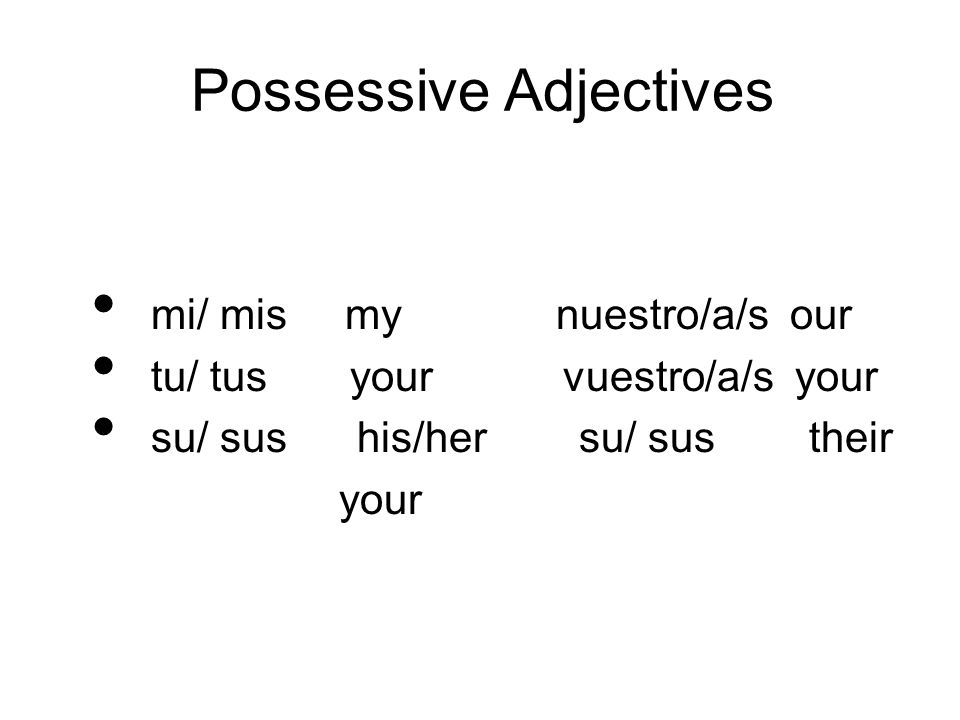 Possessive Adjectives
• mi/ mis my nuestro/a/s our
• tu/ tus your vuestro/a/s your
• su/ sus his/her su/ sus their
your